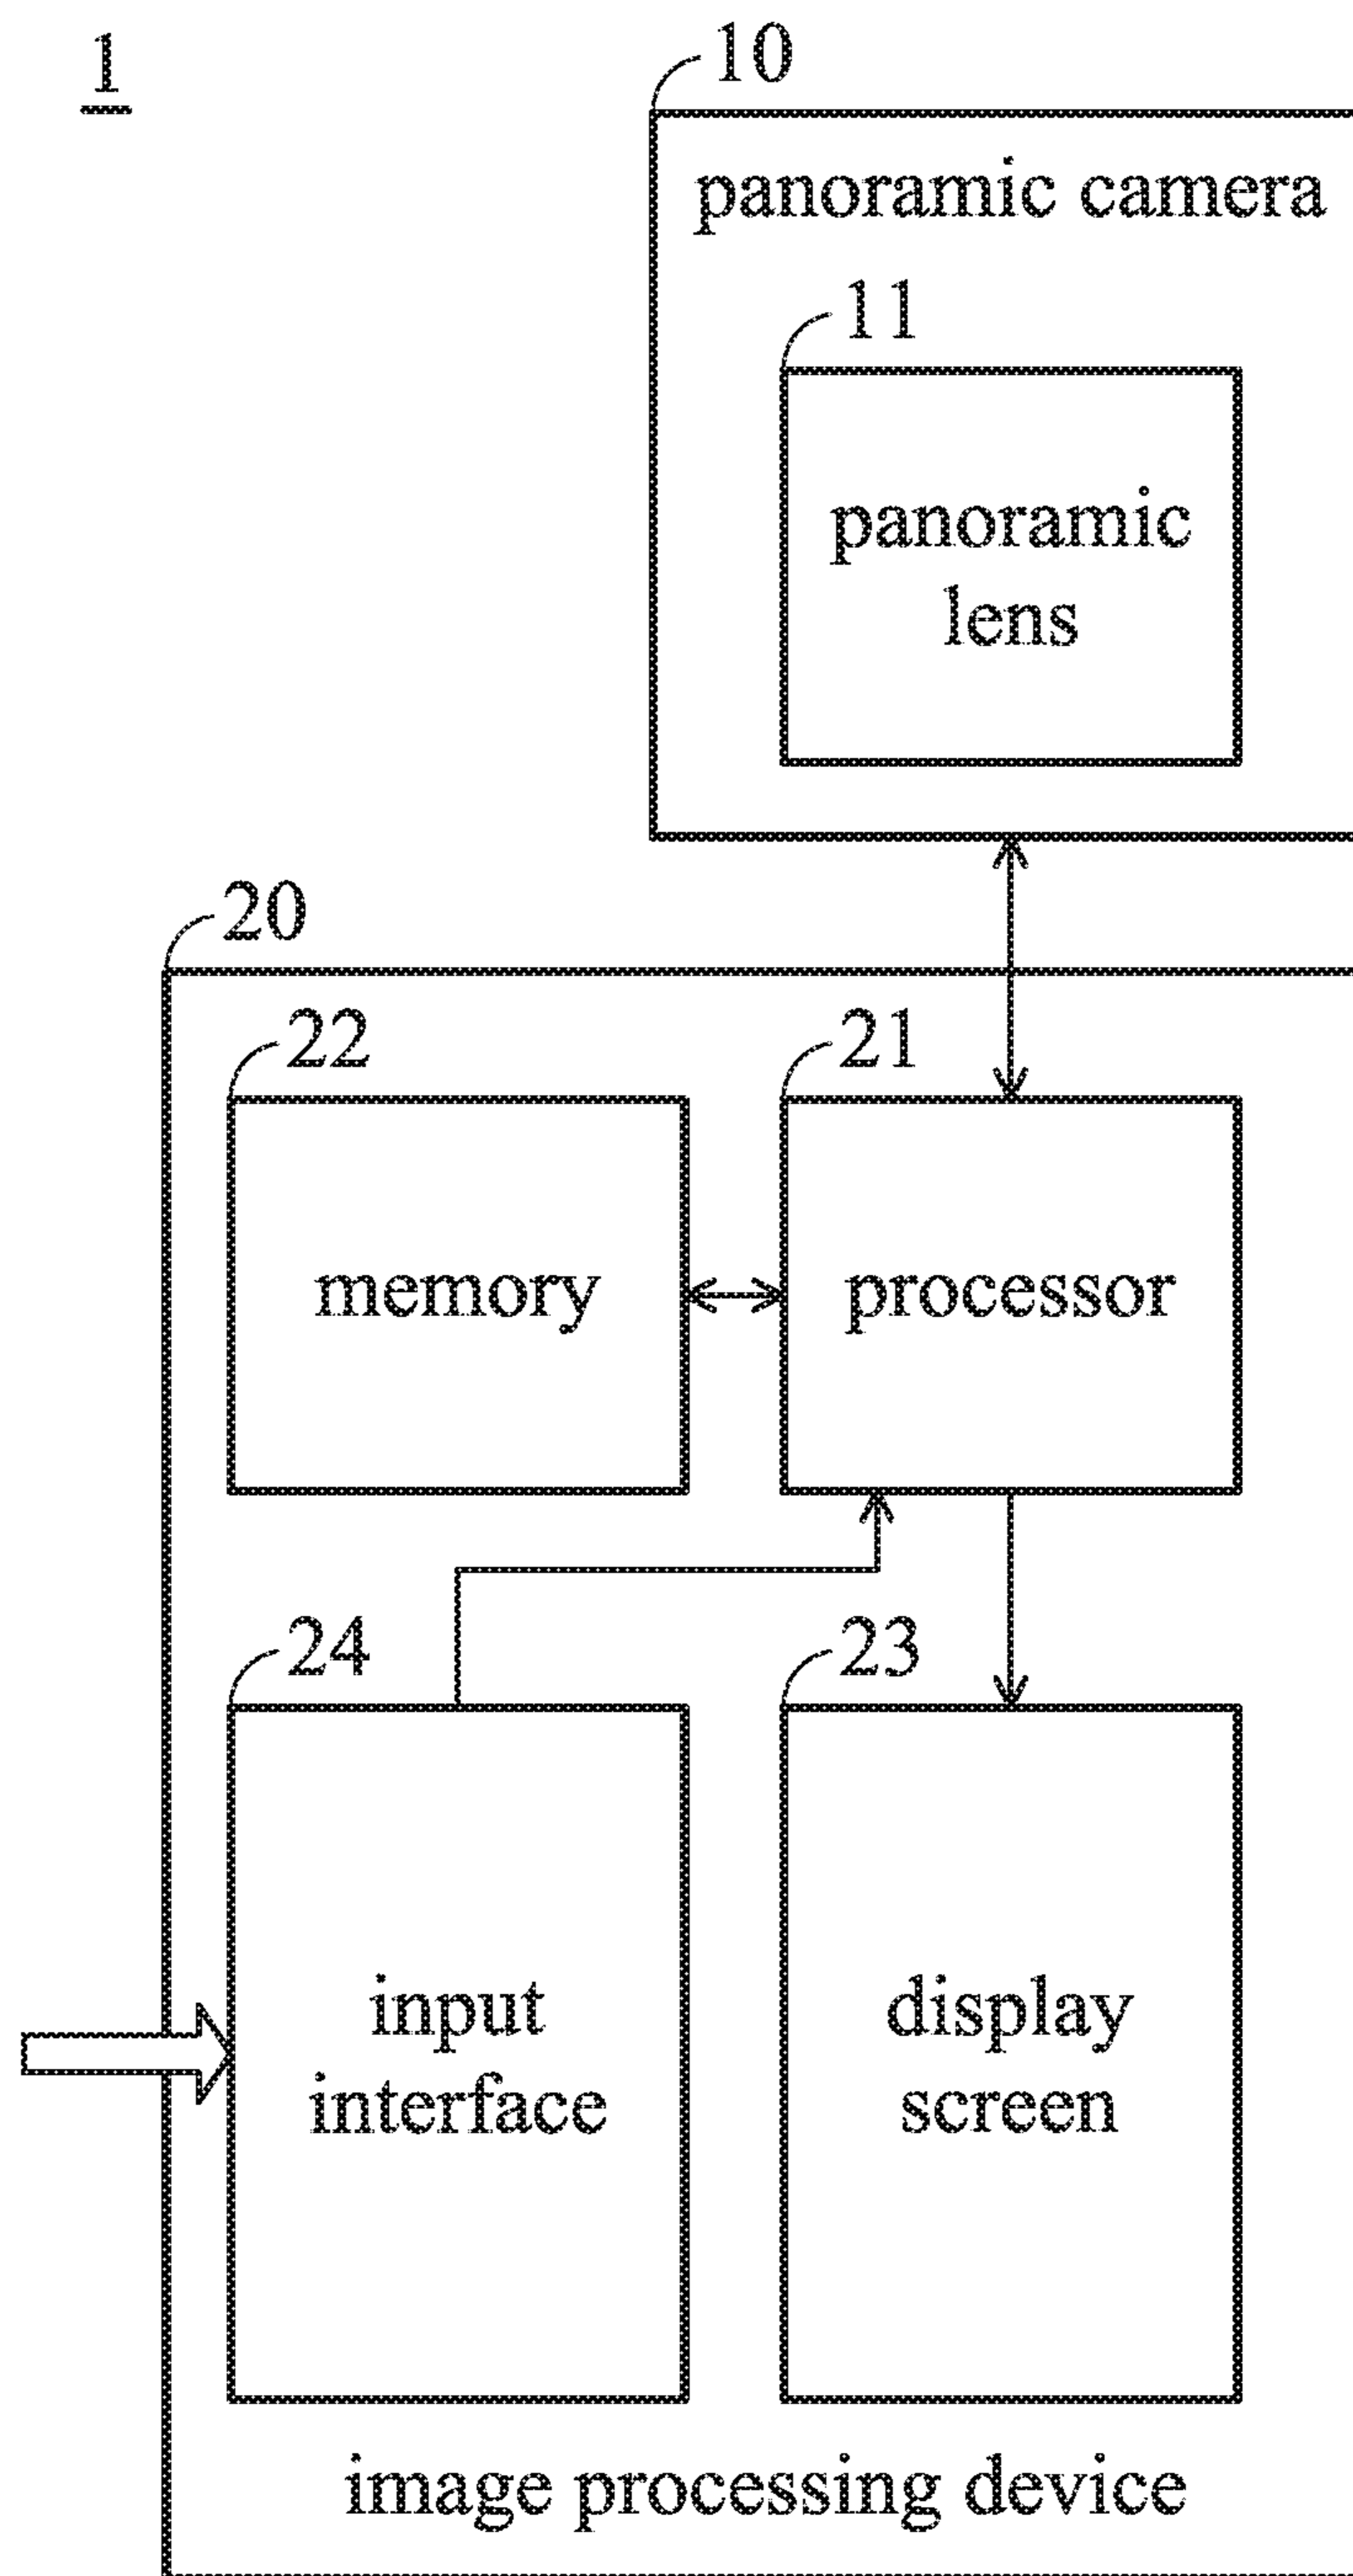 1
10
panoramic camera
11
panoramic
lens
20
22
21
memory
processor
24
23
input
interface
display
screen
image processing device